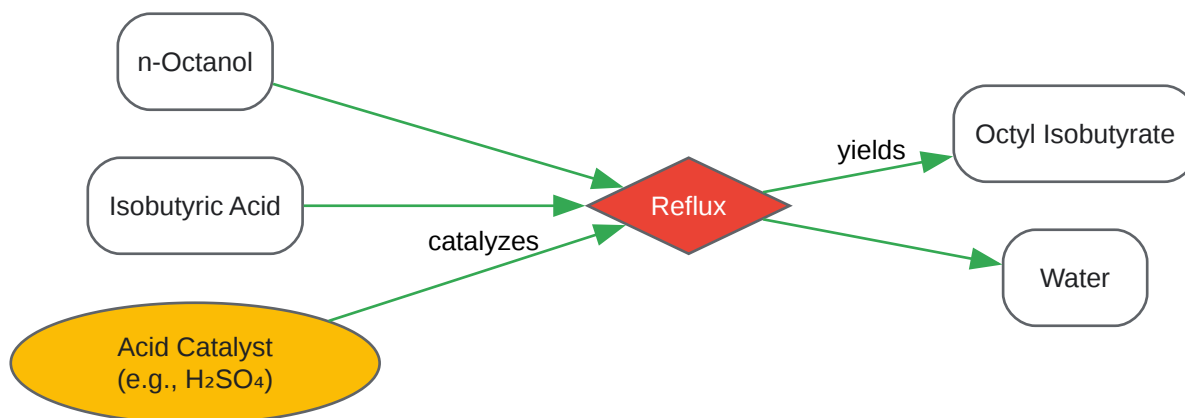 n-Octanol
Isobutyric Acid
catalyzes
Acid Catalyst
(e.g., H₂SO₄)
Reflux
yields
Octyl Isobutyrate
Water